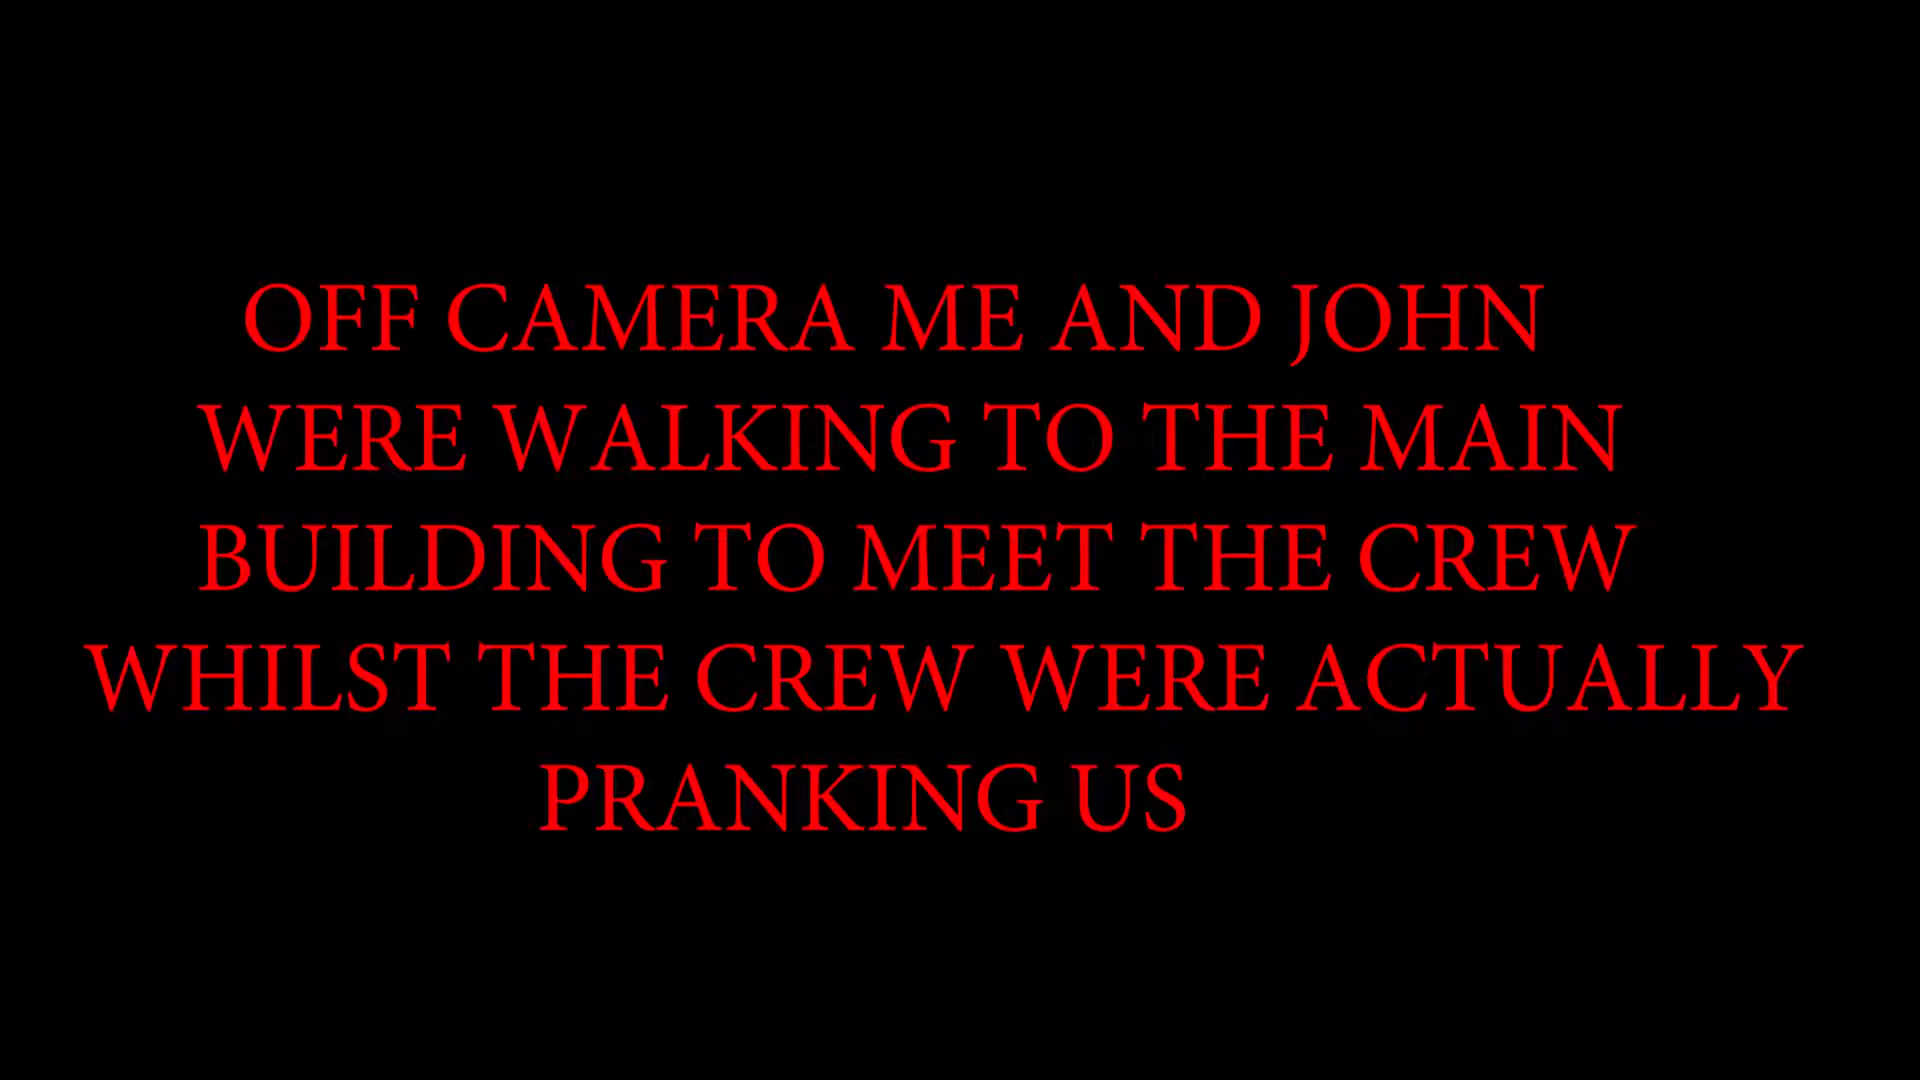 OFF CAMERA ME AND JOHN
WERE WALKING TO THE MAIN
BUILDING TO MEET THE CREW
WHILST THE CREW WERE ACTUALLY
PRANKING US